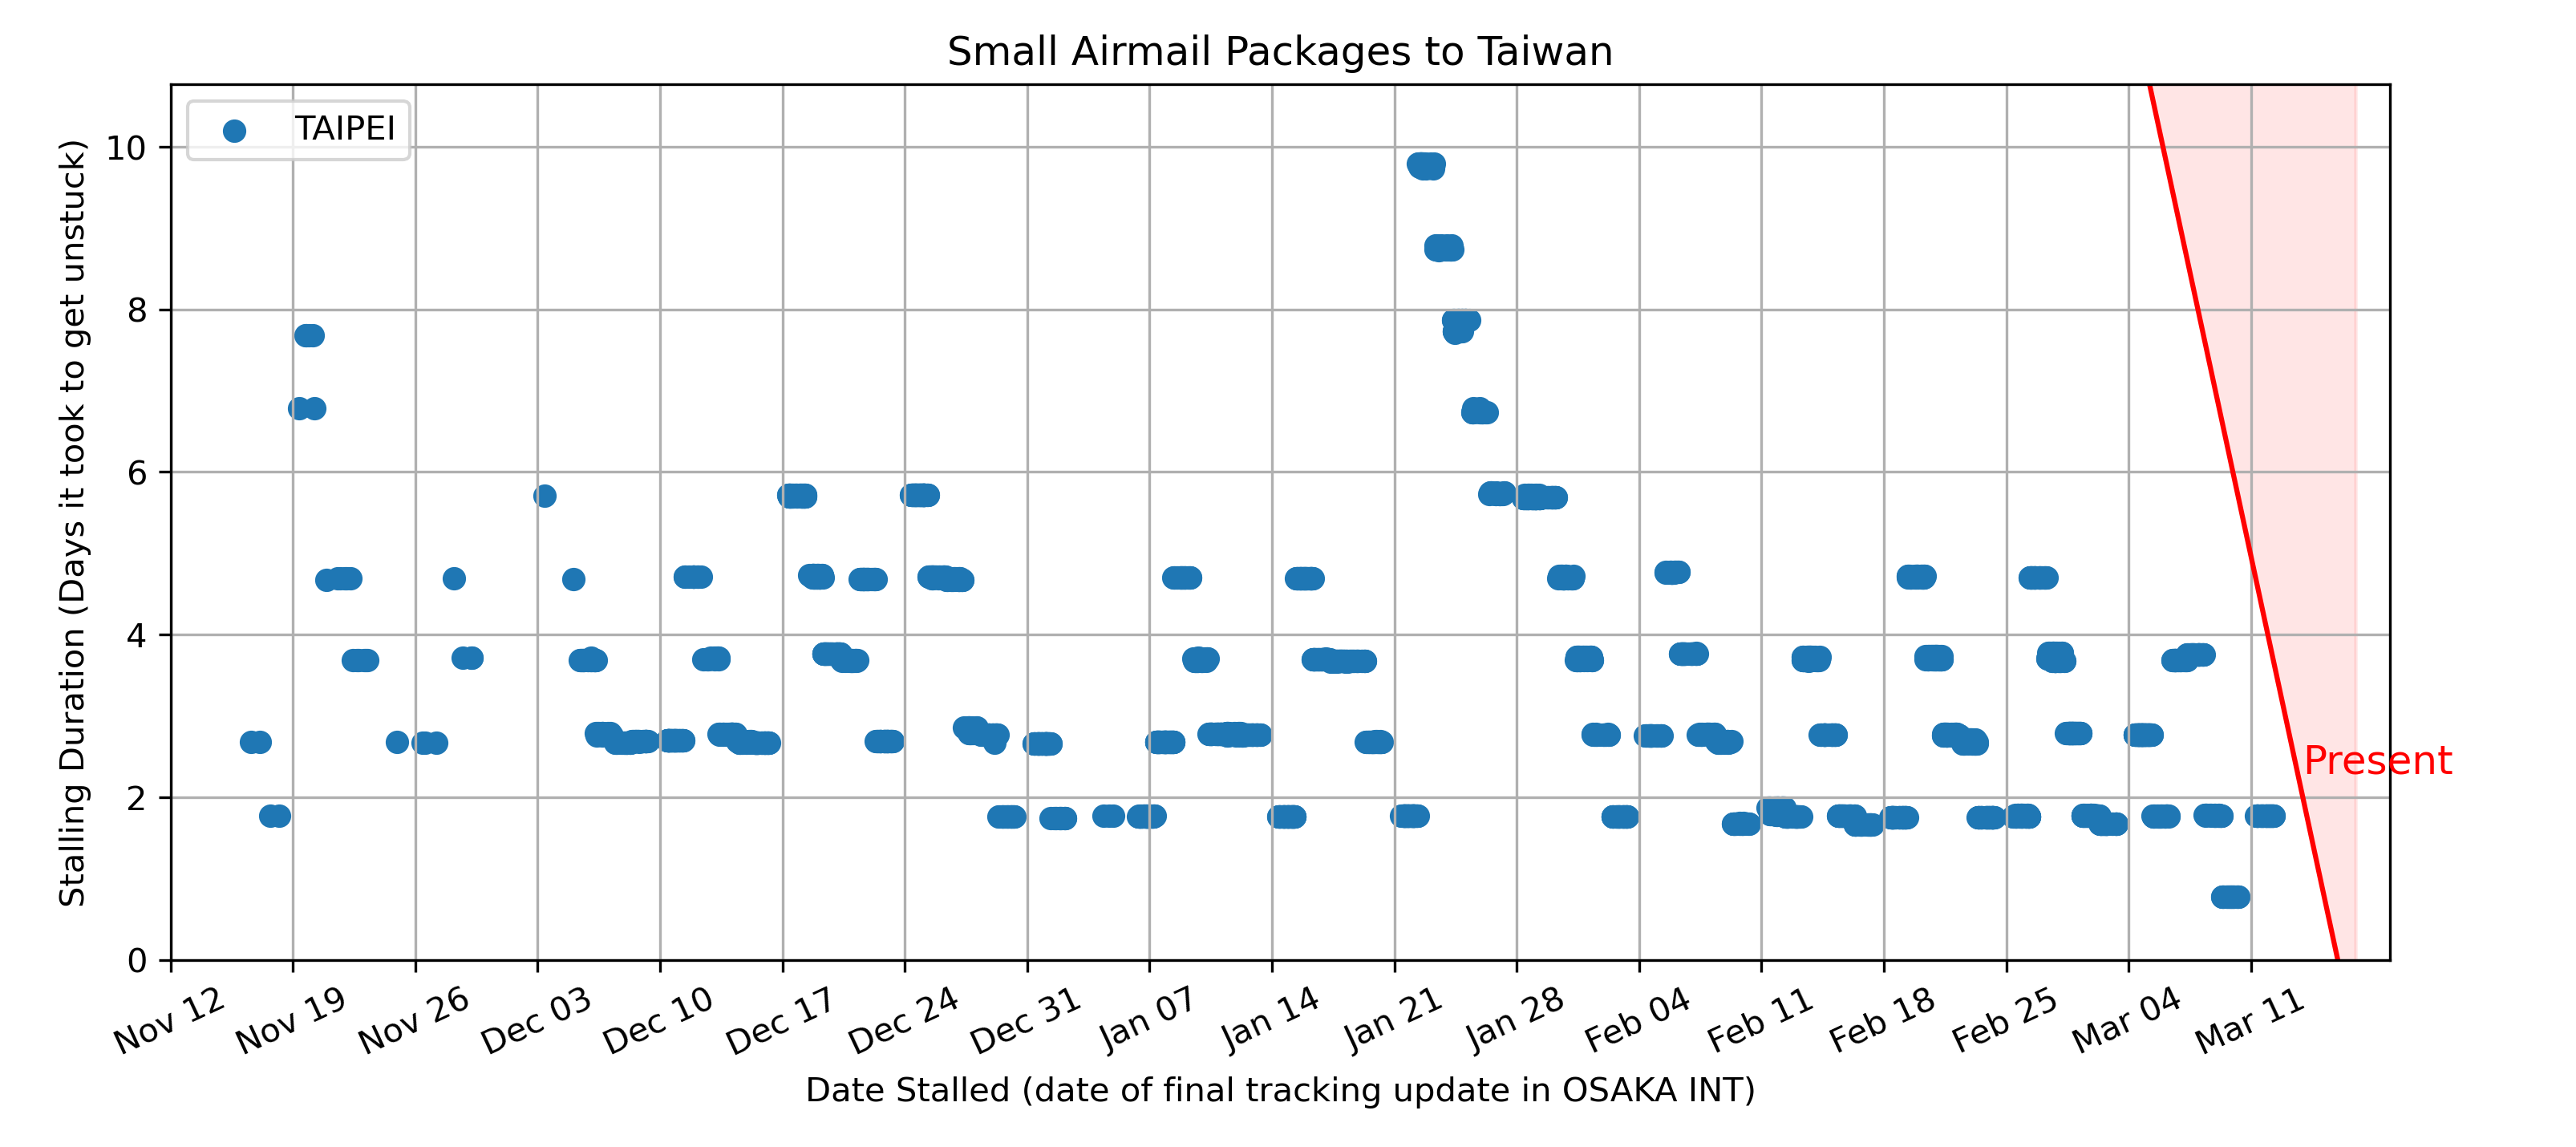 Small Airmail Packages to Taiwan
TAIPEI
Stalling Duration (Days it took to get unstuck)
10
8
6
4
2
0
Present
Nov 12
Nov 19
Nov 26
Dec 03
Dec 10
Dec 17
Dec 24
Dec 31
Jan 07
Jan 14
Jan 21
Jan 28
Feb 04
Feb 11
Feb 18
Feb 25
Mar 04
Mar 11
Date Stalled (date of final tracking update in OSAKA INT)